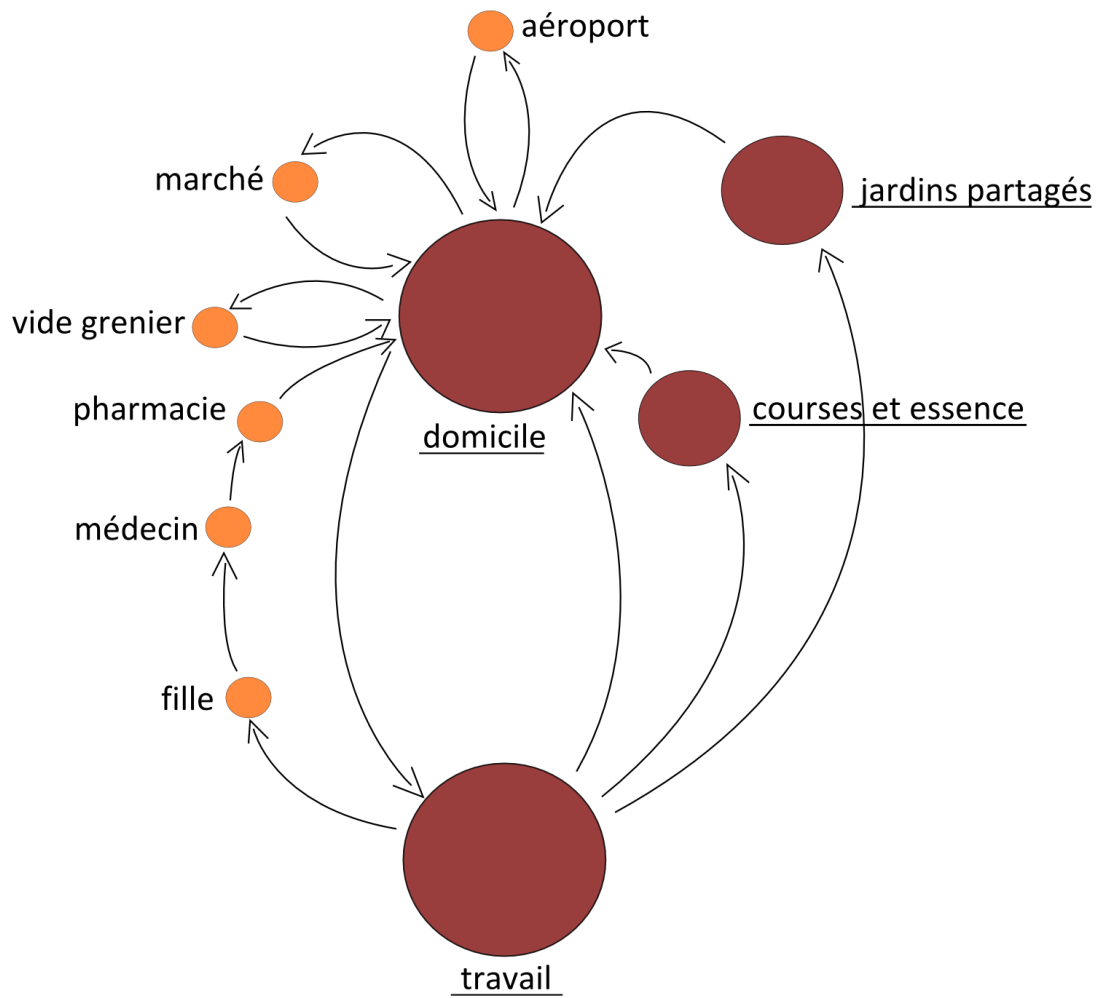 aéroport
marché
jardins partagés
vide grenier
pharmacie
courses et essence
domicile
médecin
fille
travail